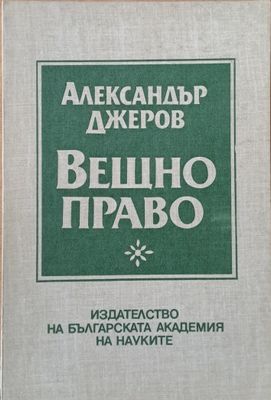 АЛЕКСАНДЪР
ДЖЕРОВ
ВЕЩНО
ПРАВО
ИЗДАТЕЛСТВО
НА БЪЛГАРСКАТА АКАДЕМИЯ
НА НАУКИТЕ